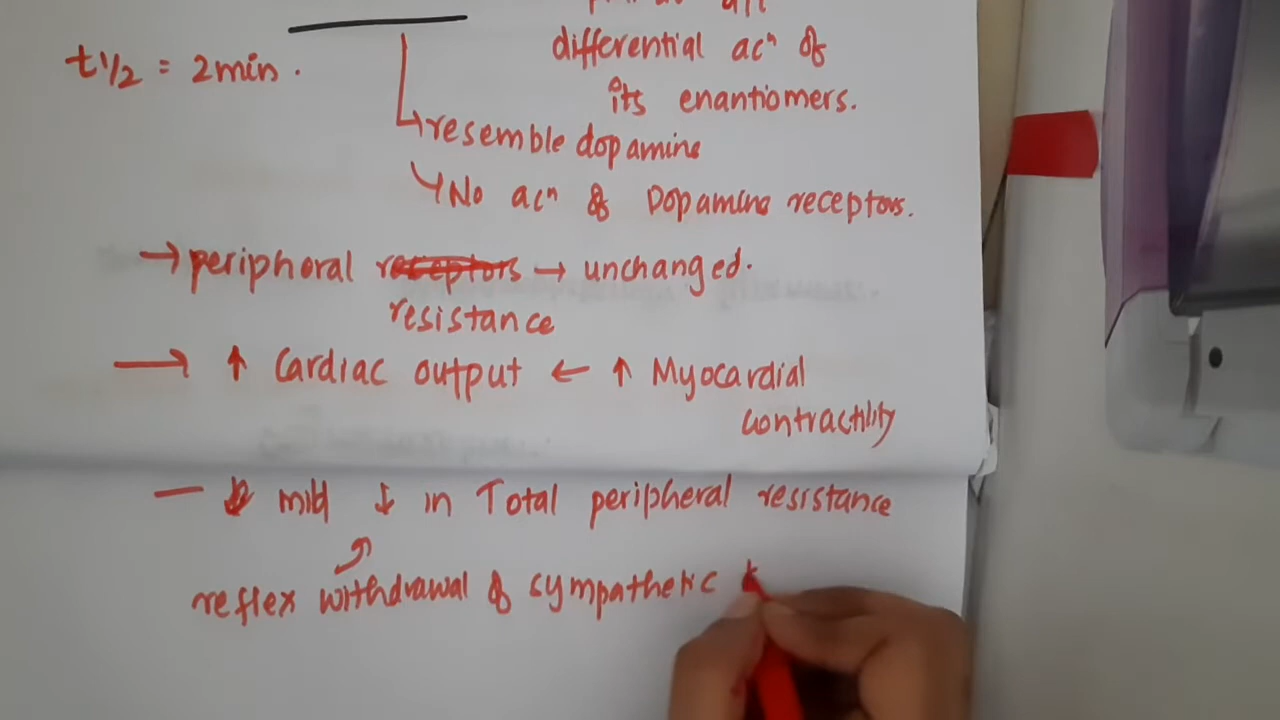 t1/2 = 2min.
differential acⁿ of
its enantiomers.
resemble dopamine
No acⁿ of Dopamine receptors.
→ peripheral receptors → unchanged.
resistance
→ ↑ Cardiac output ← ↑ Myocardial
contractility
- mild ↓ in Total peripheral resistance
reflex withdrawal of sympathetic t